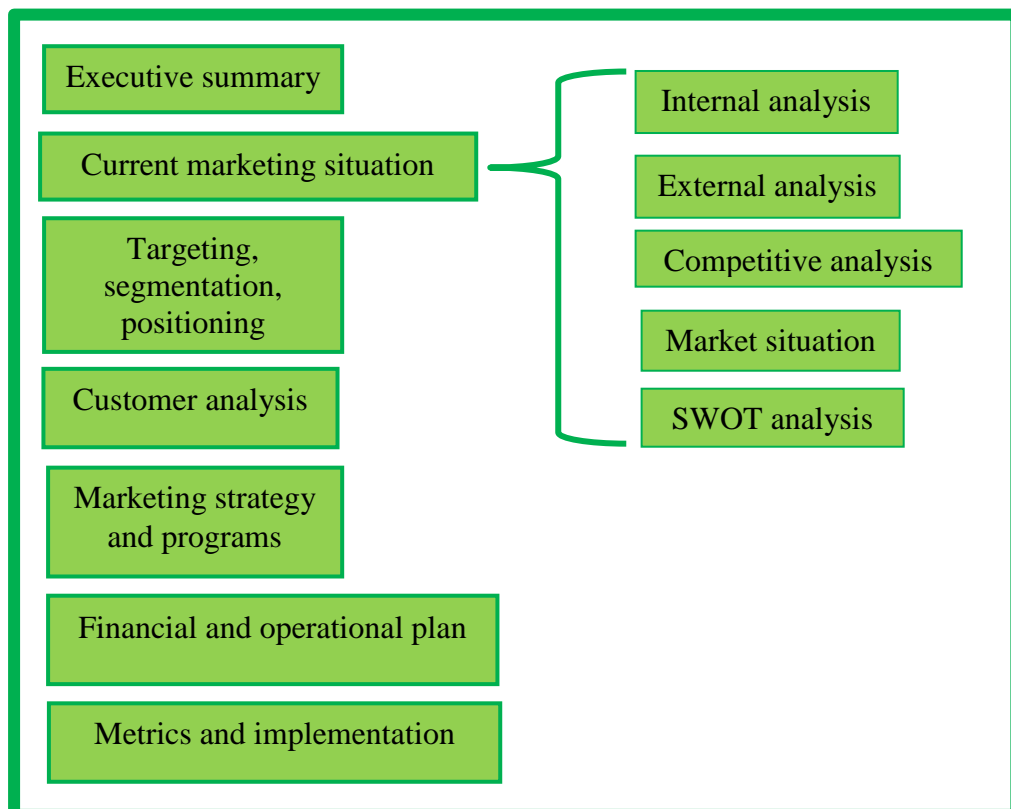 Executive summary
Current marketing situation
Targeting,
segmentation,
positioning
Customer analysis
Marketing strategy
and programs
Financial and operational plan
Metrics and implementation
Internal analysis
External analysis
Competitive analysis
Market situation
SWOT analysis